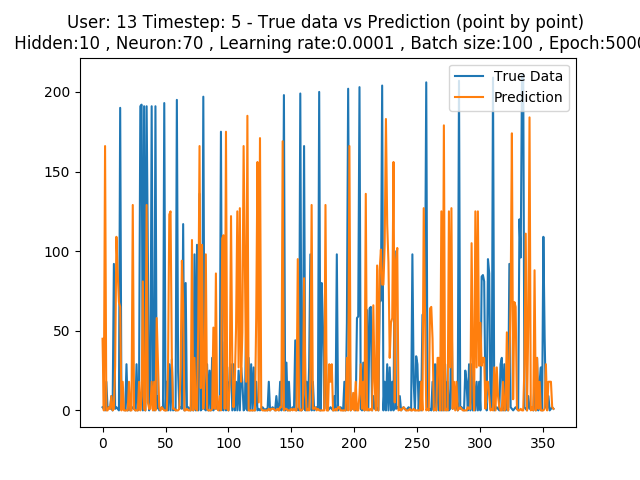 User: 13 Timestep: 5 - True data vs Prediction (point by point)
Hidden:10 , Neuron:70 , Learning rate:0.0001 , Batch size:100 , Epoch:5000
True Data
Prediction
200
150
100
50
0
0 50 100 150 200 250 300 350